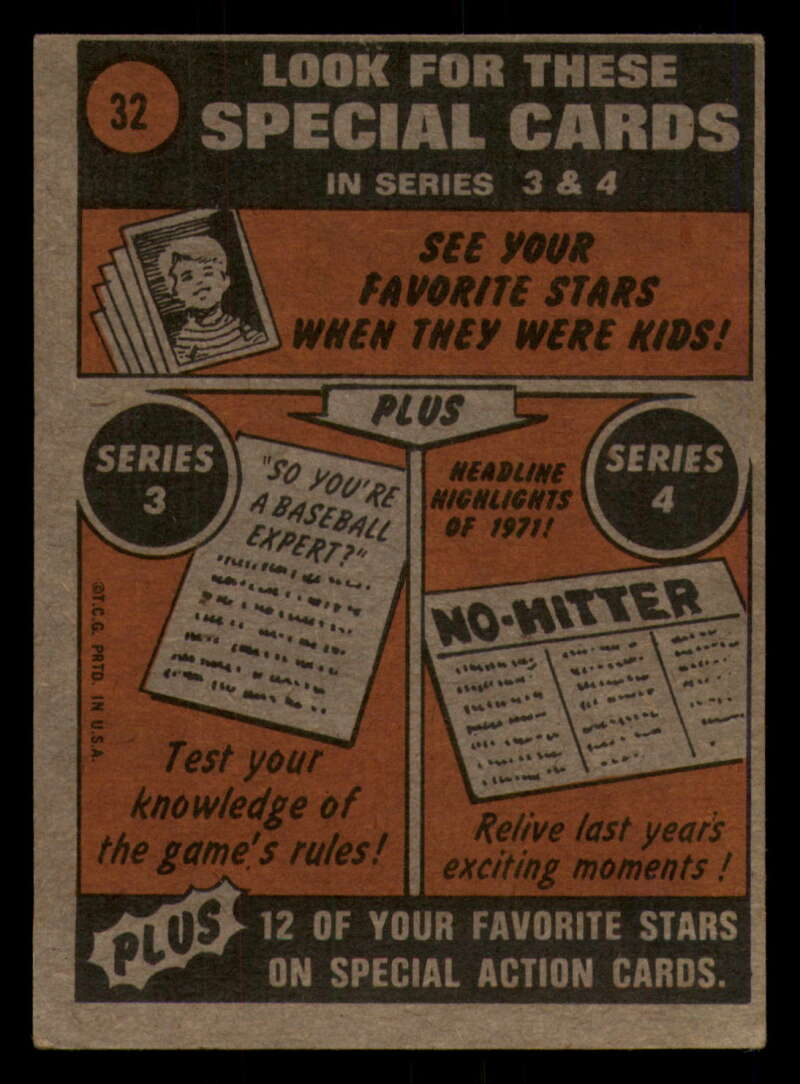 32
LOOK FOR THESE
SPECIAL CARDS
IN SERIES 3 & 4
SEE YOUR
FAVORITE STARS
WHEN THEY WERE KIDS!
PLUS
SERIES
3
"SO YOU'RE
A BASEBALL
EXPERT?"
HEADLINE
HIGHLIGHTS
OF 1971!
SERIES
4
NO-HITTER
©T.C.G. PRTD. IN U.S.A.
Test your
knowledge of
the game's rules!
Relive last year's
exciting moments!
PLUS
12 OF YOUR FAVORITE STARS
ON SPECIAL ACTION CARDS.